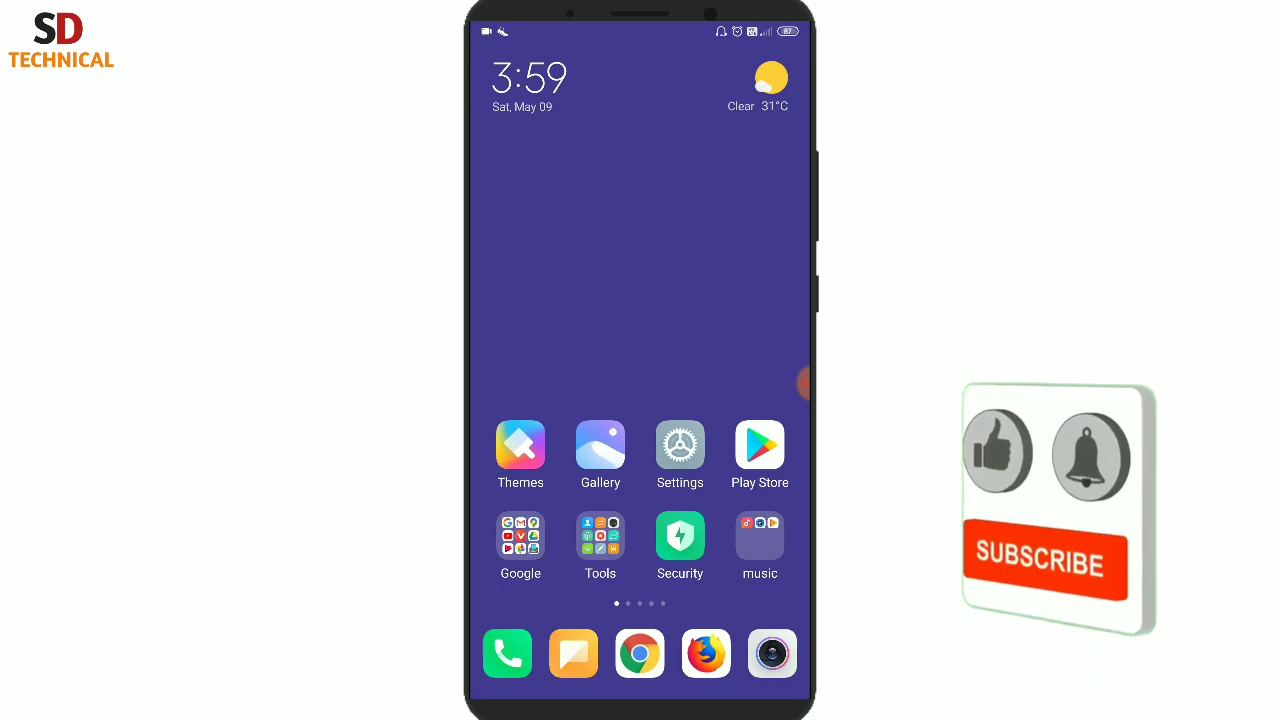 SD
TECHNICAL
87
3:59
Sat, May 09
Clear 31°C
Themes
Gallery
Settings
Play Store
Google
Tools
Security
music
SUBSCRIBE